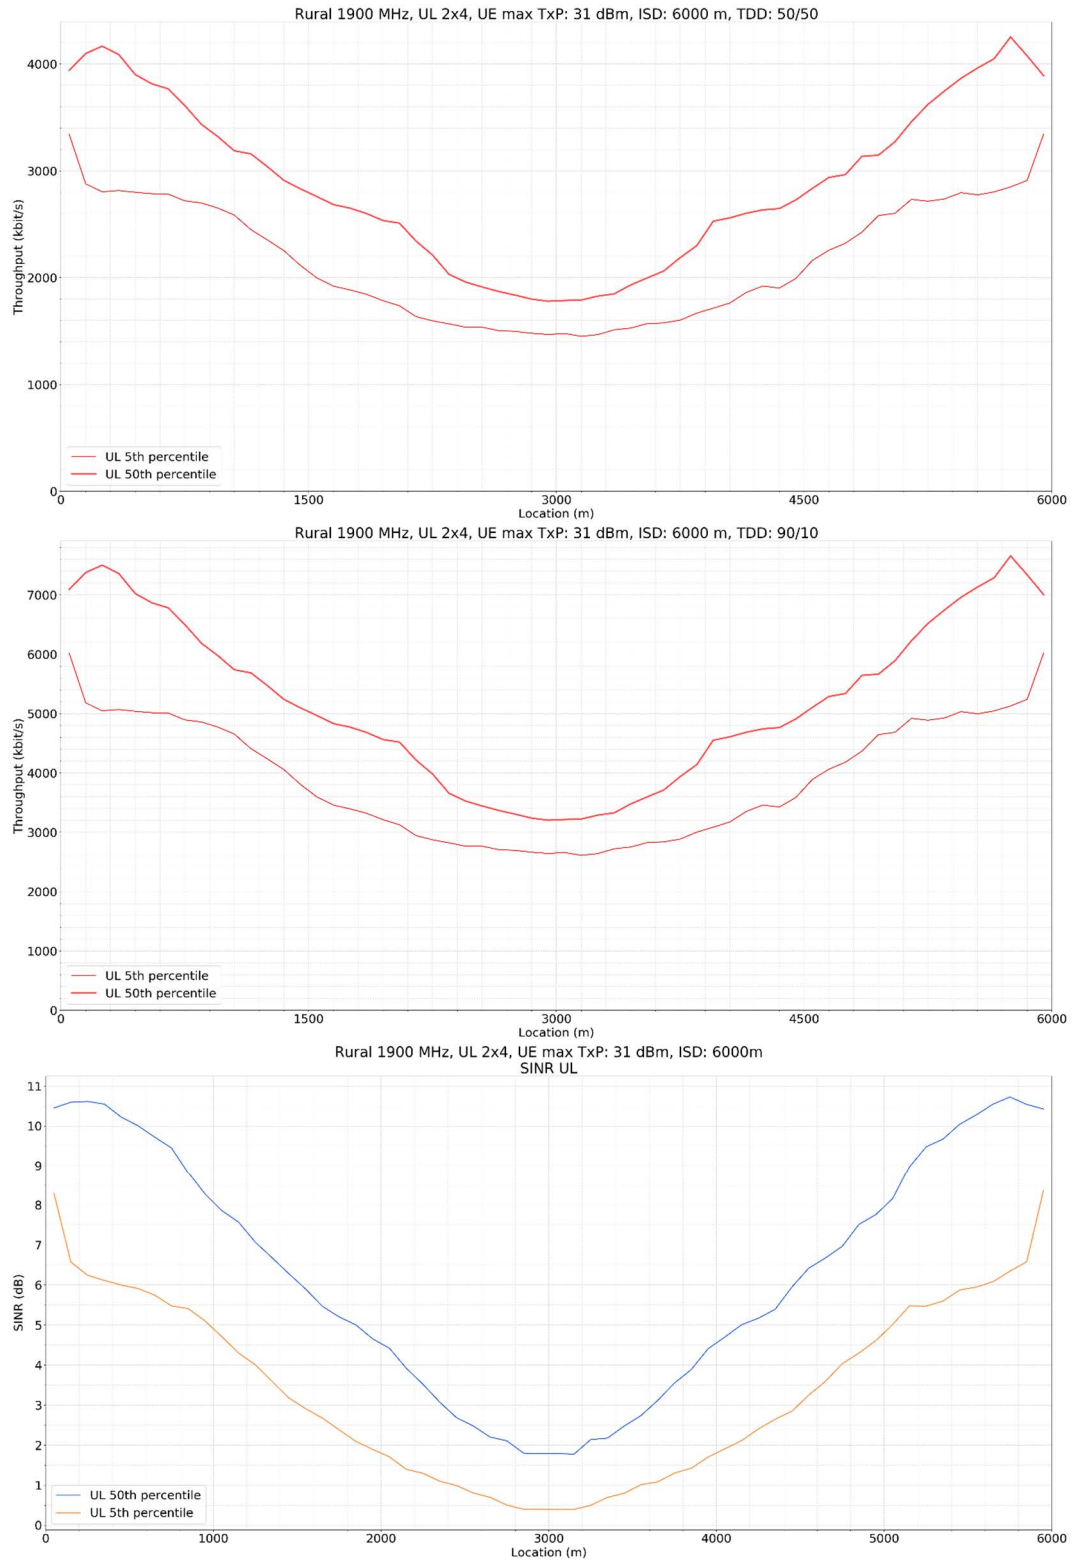 Rural 1900 MHz, UL 2x4, UE max TxP: 31 dBm, ISD: 6000 m, TDD: 50/50
4000
3000
2000
1000
0
Throughput (kbit/s)
UL 5th percentile
UL 50th percentile
0 1500 3000 4500 6000
Location (m)
Rural 1900 MHz, UL 2x4, UE max TxP: 31 dBm, ISD: 6000 m, TDD: 90/10
7000
6000
5000
4000
3000
2000
1000
0
Throughput (kbit/s)
UL 5th percentile
UL 50th percentile
0 1500 3000 4500 6000
Location (m)
Rural 1900 MHz, UL 2x4, UE max TxP: 31 dBm, ISD: 6000m
SINR UL
11
10
9
8
7
6
5
4
3
2
1
0
SINR (dB)
UL 50th percentile
UL 5th percentile
0 1000 2000 3000 4000 5000 6000
Location (m)